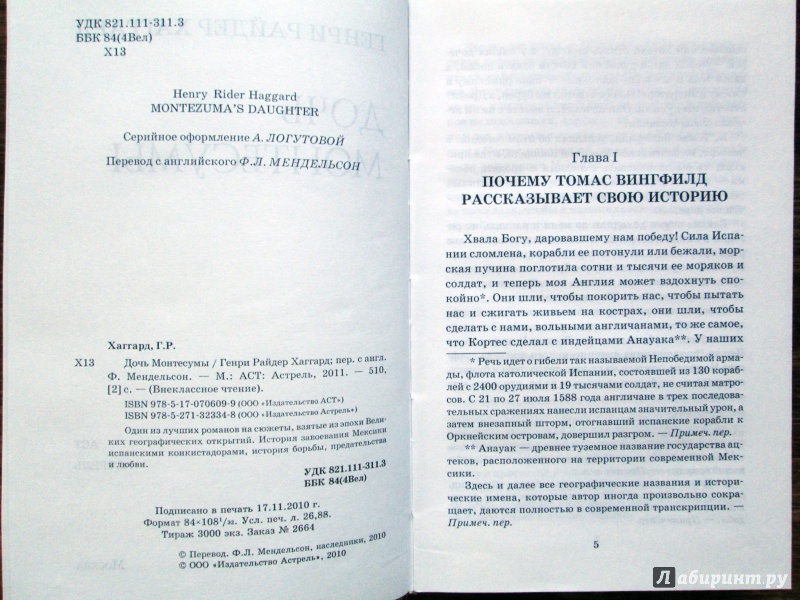 УДК 821.111-311.3
ББК 84(4Вел)
Х13
Henry Rider Haggard
MONTEZUMA'S DAUGHTER
Серийное оформление А. ЛОГУТОВОЙ
Перевод с английского Ф.Л. МЕНДЕЛЬСОН
Хаггард, Г.Р.
Х13 Дочь Монтесумы / Генри Райдер Хаггард; пер. с англ.
Ф. Мендельсон. — М.: АСТ: Астрель, 2011. — 510,
[2] с. — (Внеклассное чтение).
ISBN 978-5-17-070609-9 (ООО «Издательство АСТ»)
ISBN 978-5-271-32334-8 (ООО «Издательство Астрель»)
Один из лучших романов на сюжеты, взятые из эпохи Вели-
ких географических открытий. История завоевания Мексики
испанскими конкистадорами, история борьбы, предательства
и любви.
УДК 821.111-311.3
ББК 84(4Вел)
Подписано в печать 17.11.2010 г.
Формат 84×108 1/32. Усл. печ. л. 26,88.
Тираж 3000 экз. Заказ № 2664
© Перевод. Ф.Л. Мендельсон, наследники, 2010
© ООО «Издательство Астрель», 2010
Глава I
ПОЧЕМУ ТОМАС ВИНГФИЛД
РАССКАЗЫВАЕТ СВОЮ ИСТОРИЮ
Хвала Богу, даровавшему нам победу! Сила Испа-
нии сломлена, корабли ее потонули или бежали, мор-
ская пучина поглотила сотни и тысячи ее моряков и
солдат, и теперь моя Англия может вздохнуть спо-
койно*. Они шли, чтобы покорить нас, чтобы пытать
нас и сжигать живьем на кострах, они шли, чтобы
сделать с нами, вольными англичанами, то же самое,
что Кортес сделал с индейцами Анауака**. У наших
* Речь идет о гибели так называемой Непобедимой арма-
ды, флота католической Испании, состоявшей из 130 кораблей
с 2400 орудиями и 19 тысячами солдат, не считая матро-
сов. С 21 по 27 июля 1588 года англичане в трех последова-
тельных сражениях нанесли испанцам значительный урон, а
затем внезапный шторм, отогнавший испанские корабли к
Оркнейским островам, довершил разгром. — Примеч. пер.
** Анауак — древнее туземное название государства ац-
теков, расположенного на территории современной Мек-
сики.
Здесь и далее все географические названия и истори-
ческие имена, которые автор иногда произвольно сокра-
щает, даются полностью в современной транскрипции. —
Примеч. пер.
5
Лабиринт.ру